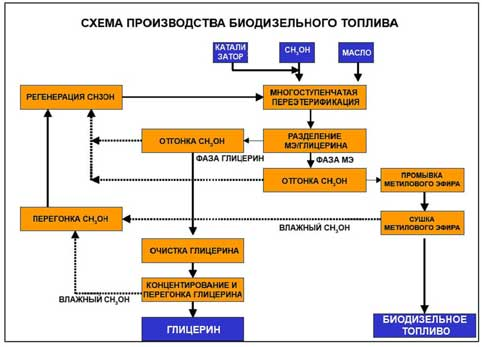 СХЕМА ПРОИЗВОДСТВА БИОДИЗЕЛЬНОГО ТОПЛИВА
КАТАЛИ
ЗАТОР
CH₃OH
МАСЛО
РЕГЕНЕРАЦИЯ СН3ОН
МНОГОСТУПЕНЧАТАЯ
ПЕРЕЭТЕРИФИКАЦИЯ
ОТГОНКА CH₃OH
РАЗДЕЛЕНИЕ
МЭ/ГЛИЦЕРИНА
ФАЗА ГЛИЦЕРИН
ФАЗА МЭ
ОТГОНКА CH₃OH
ПРОМЫВКА
МЕТИЛОВОГО ЭФИРА
ПЕРЕГОНКА CH₃OH
СУШКА
МЕТИЛОВОГО ЭФИРА
ВЛАЖНЫЙ CH₃OH
ОЧИСТКА ГЛИЦЕРИНА
КОНЦЕНТРИРОВАНИЕ И
ПЕРЕГОНКА ГЛИЦЕРИНА
ВЛАЖНЫЙ CH₃OH
ГЛИЦЕРИН
БИОДИЗЕЛЬНОЕ
ТОПЛИВО